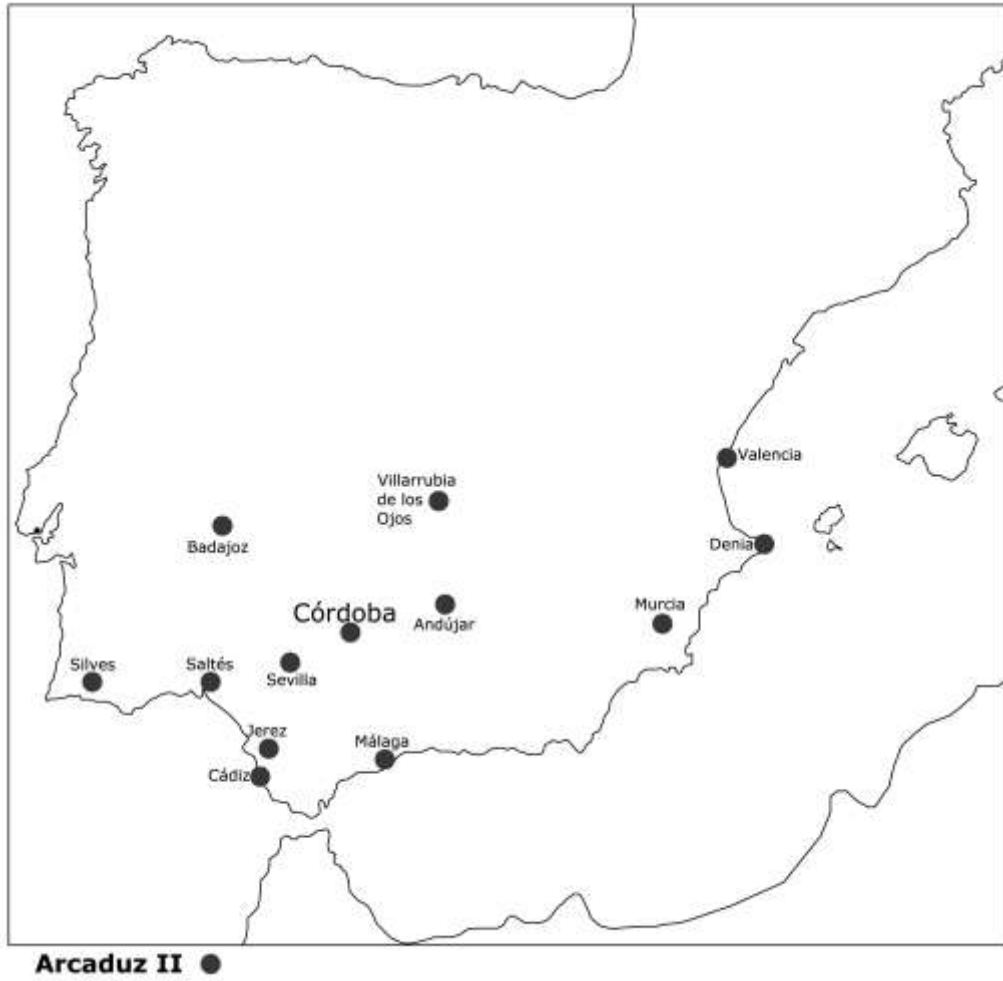 Valencia
Villarrubia
de los
Ojos
Badajoz
Denia
Murcia
Córdoba
Andújar
Silves
Saltés
Sevilla
Jerez
Málaga
Cádiz
Arcaduz II